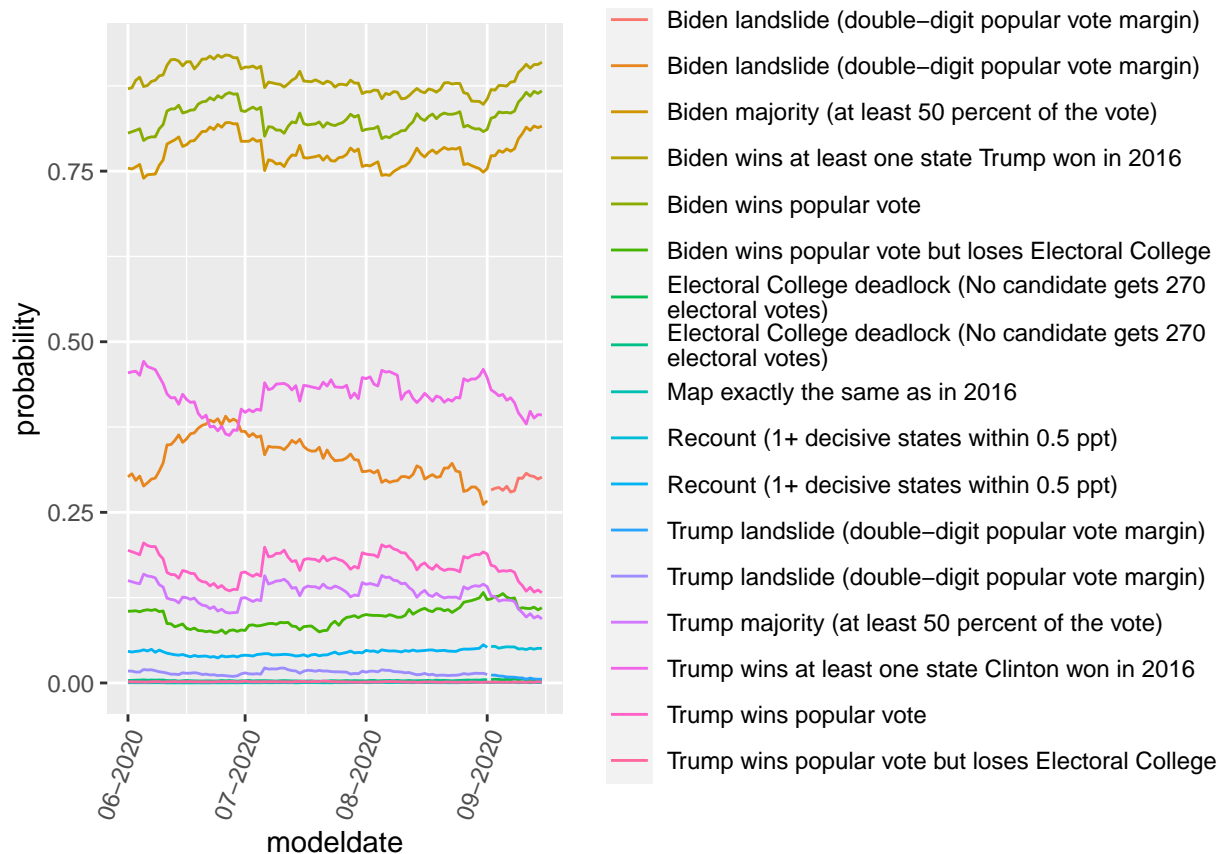 probability
0.75
0.50
0.25
0.00
06−2020
07−2020
08−2020
09−2020
modeldate
Biden landslide (double−digit popular vote margin)
Biden landslide (double−digit popular vote margin)
Biden majority (at least 50 percent of the vote)
Biden wins at least one state Trump won in 2016
Biden wins popular vote
Biden wins popular vote but loses Electoral College
Electoral College deadlock (No candidate gets 270
electoral votes)
Electoral College deadlock (No candidate gets 270
electoral votes)
Map exactly the same as in 2016
Recount (1+ decisive states within 0.5 ppt)
Recount (1+ decisive states within 0.5 ppt)
Trump landslide (double−digit popular vote margin)
Trump landslide (double−digit popular vote margin)
Trump majority (at least 50 percent of the vote)
Trump wins at least one state Clinton won in 2016
Trump wins popular vote
Trump wins popular vote but loses Electoral College